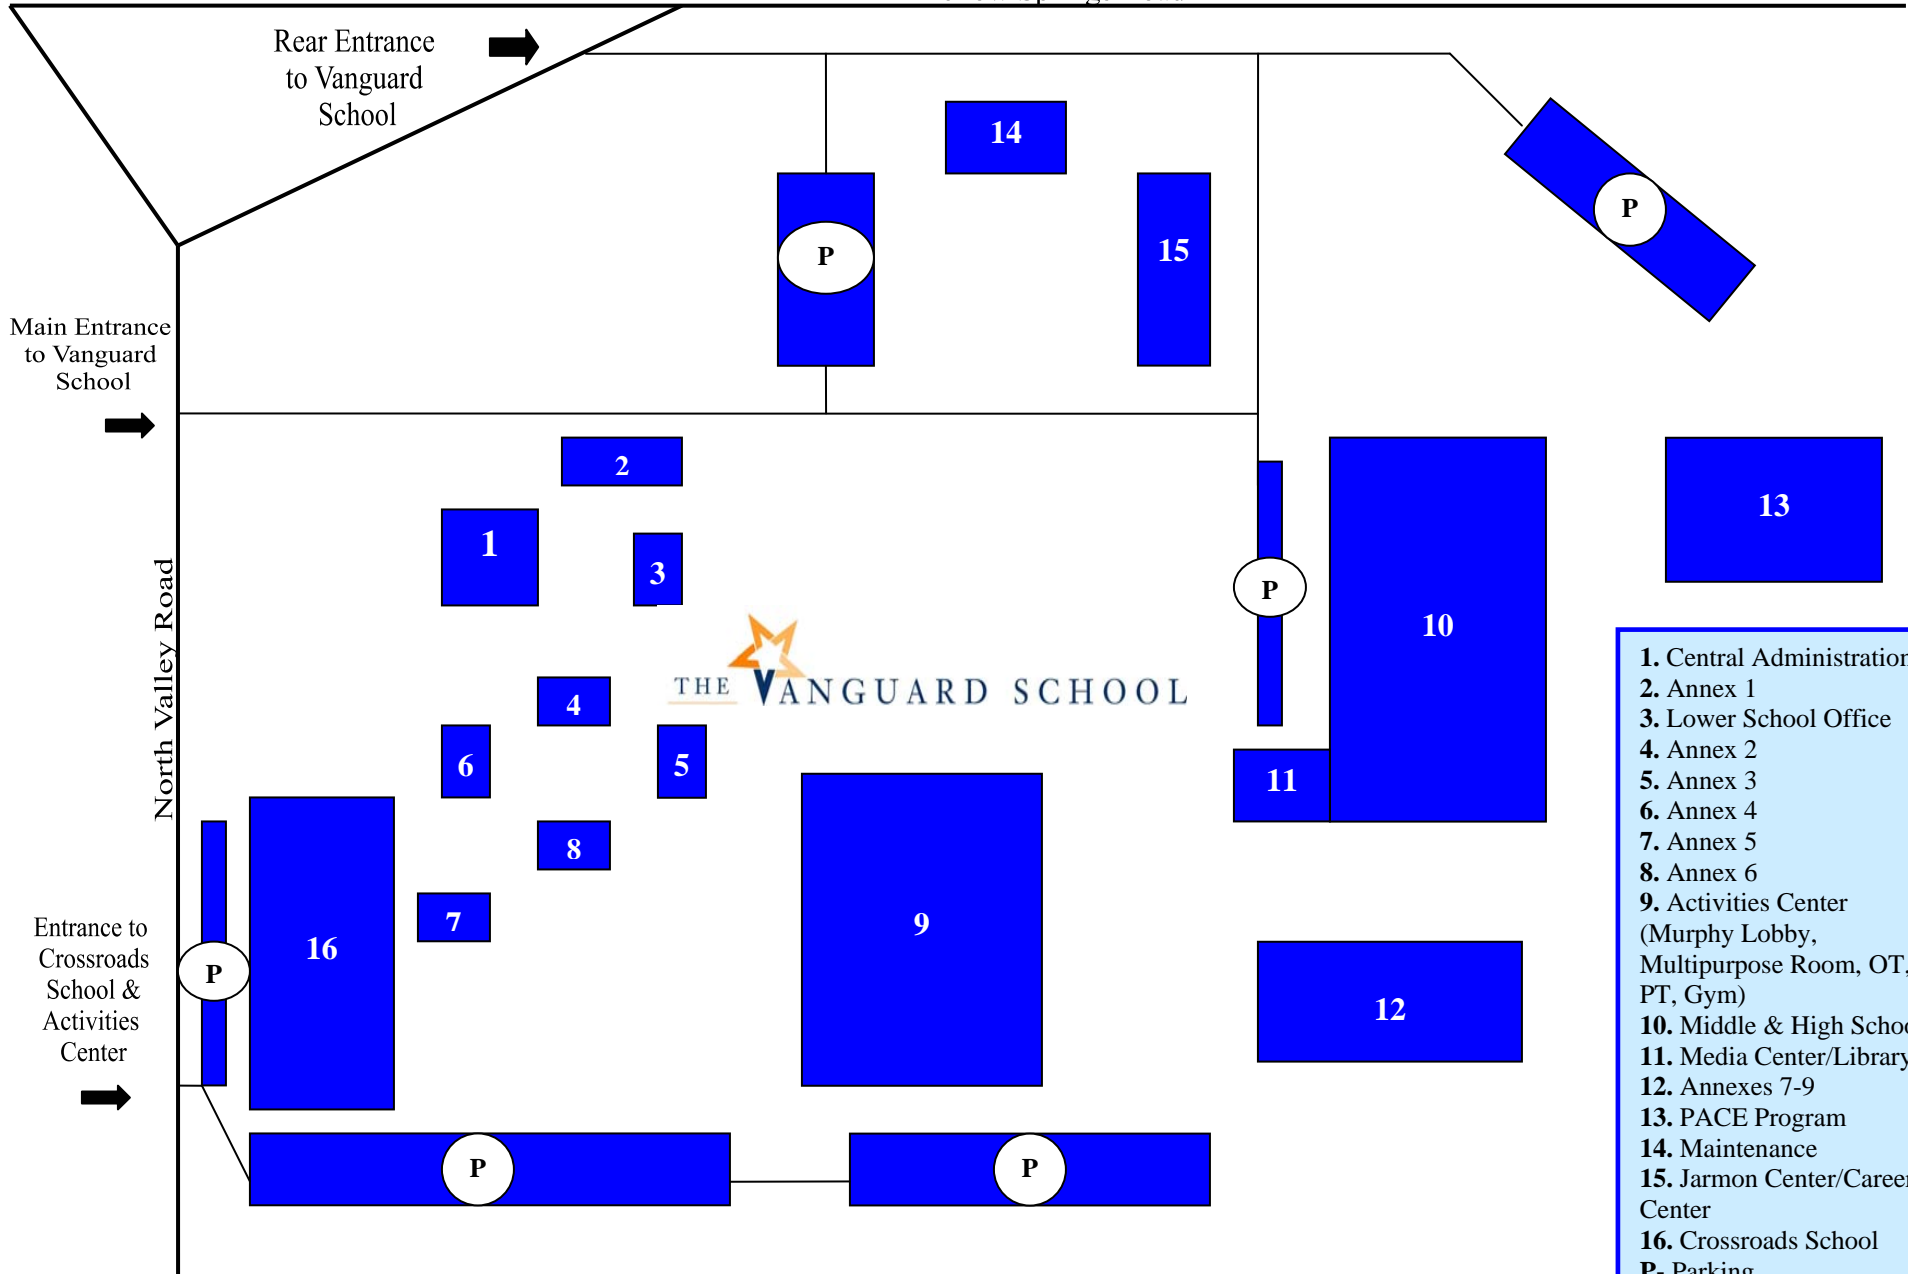 Rear Entrance
to Vanguard
School
14
P
15
P
Main Entrance
to Vanguard
School
2
1
3
13
P
10
North Valley Road
THE VANGUARD SCHOOL
4
6
5
11
8
7
9
16
Entrance to
Crossroads
School &
Activities
Center
P
12
P
P
1. Central Administration
2. Annex 1
3. Lower School Office
4. Annex 2
5. Annex 3
6. Annex 4
7. Annex 5
8. Annex 6
9. Activities Center
(Murphy Lobby,
Multipurpose Room, OT,
PT, Gym)
10. Middle & High Schoo
11. Media Center/Library
12. Annexes 7-9
13. PACE Program
14. Maintenance
15. Jarmon Center/Career
Center
16. Crossroads School
P- Parking